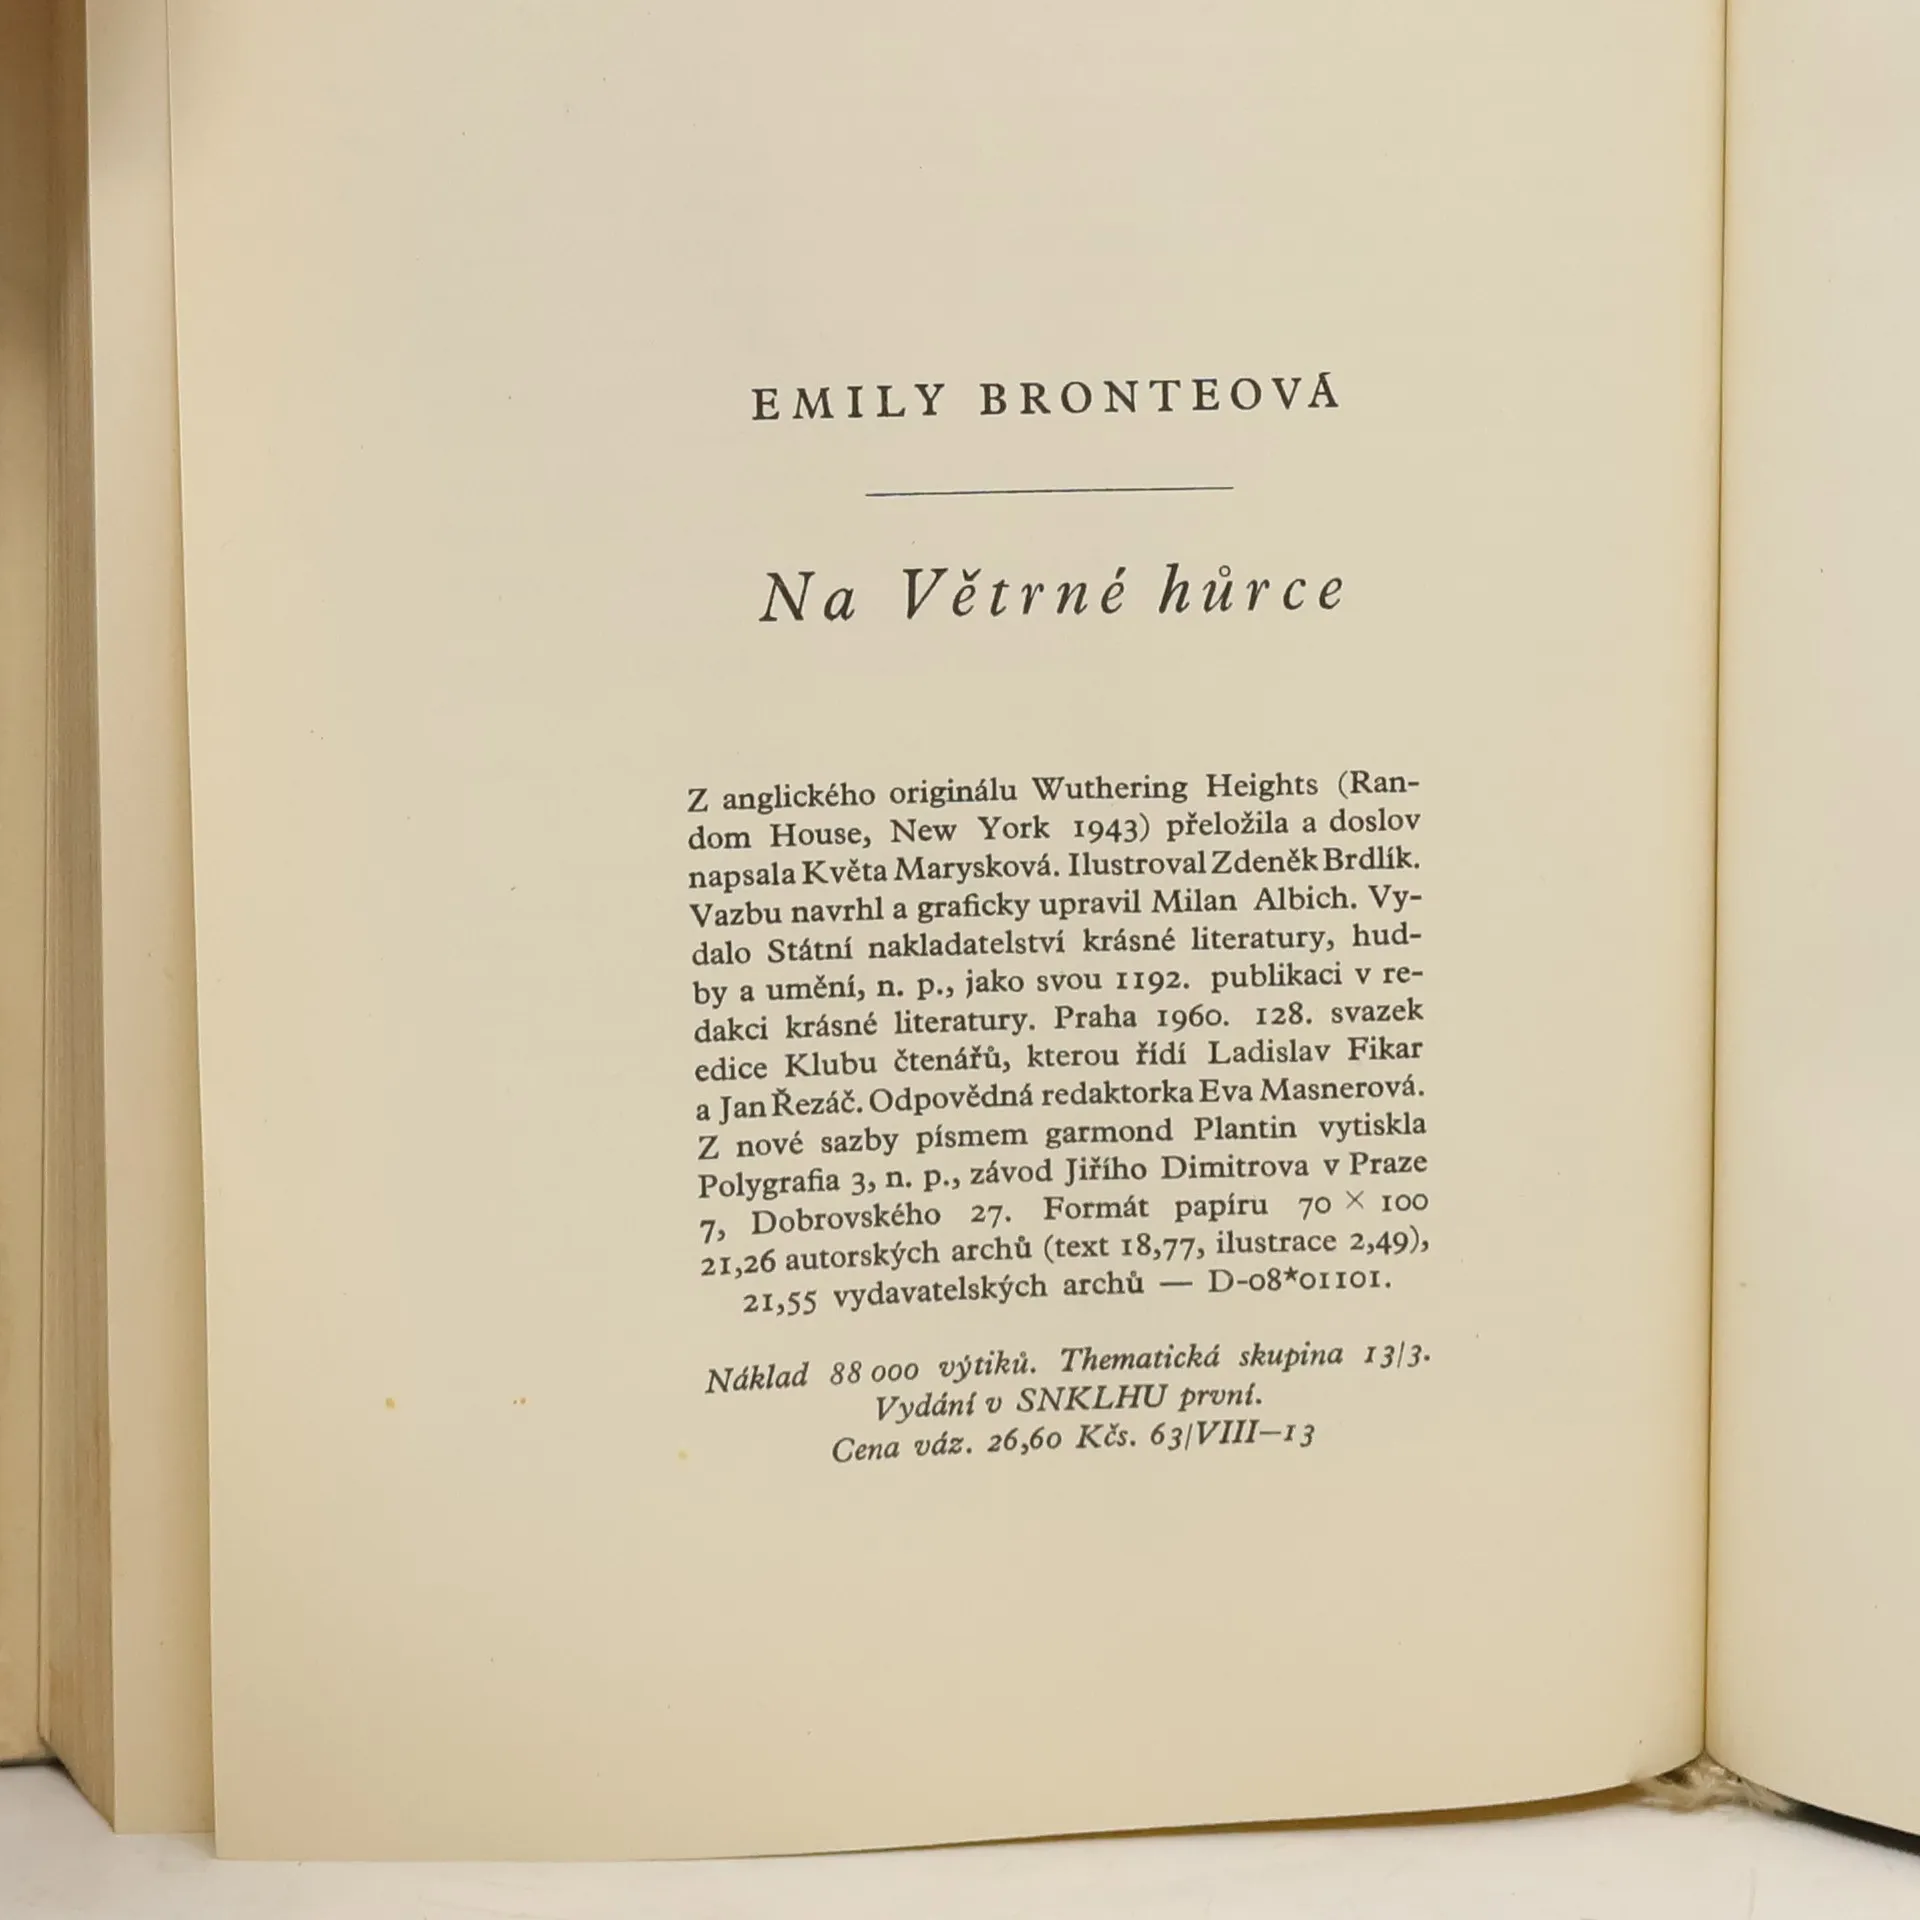 EMILY BRONTEOVÁ
Na Větrné hůrce
Z anglického originálu Wuthering Heights (Ran-
dom House, New York 1943) přeložila a doslov
napsala Květa Marysková. Ilustroval Zdeněk Brdlík.
Vazbu navrhl a graficky upravil Milan Albich. Vy-
dalo Státní nakladatelství krásné literatury, hud-
by a umění, n. p., jako svou 1192. publikaci v re-
dakci krásné literatury. Praha 1960. 128. svazek
edice Klubu čtenářů, kterou řídí Ladislav Fikar
a Jan Řezáč. Odpovědná redaktorka Eva Masnerová.
Z nové sazby písmem garmond Plantin vytiskla
Polygrafia 3, n. p., závod Jiřího Dimitrova v Praze
7, Dobrovského 27. Formát papíru 70 × 100
21,26 autorských archů (text 18,77, ilustrace 2,49),
21,55 vydavatelských archů — D-08*01101.
Náklad 88 000 výtiků. Thematická skupina 13/3.
Vydání v SNKLHU první.
Cena váz. 26,60 Kčs. 63/VIII—13